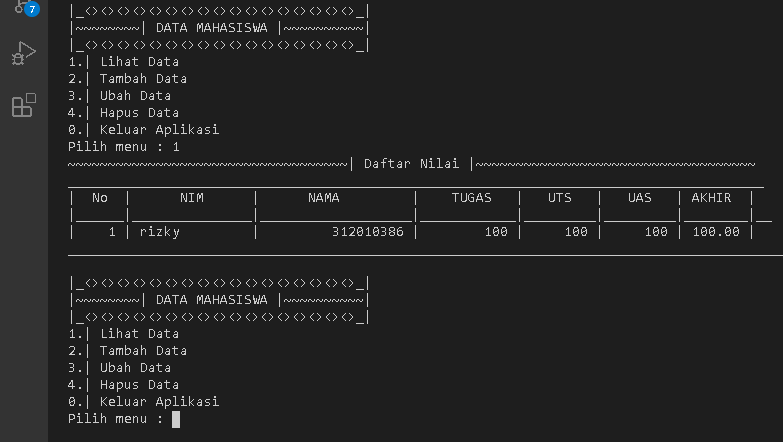 7
|_<><><><><><><><><><><><><><><><><>_|
|~~~~~~~~| DATA MAHASISWA |~~~~~~~~~~|
|_<><><><><><><><><><><><><><><><><>_|
1.| Lihat Data
2.| Tambah Data
3.| Ubah Data
4.| Hapus Data
0.| Keluar Aplikasi
Pilih menu : 1
~~~~~~~~~~~~~~~~~~~~~~~~~~~~~~~~~~~| Daftar Nilai |~~~~~~~~~~~~~~~~~~~~~~~~~~~~~~~~~~~
| No | NIM | NAMA | TUGAS | UTS | UAS | AKHIR |
| 1 | rizky | 312010386 | 100 | 100 | 100 | 100.00 |
|_<><><><><><><><><><><><><><><><><>_|
|~~~~~~~~| DATA MAHASISWA |~~~~~~~~~~|
|_<><><><><><><><><><><><><><><><><>_|
1.| Lihat Data
2.| Tambah Data
3.| Ubah Data
4.| Hapus Data
0.| Keluar Aplikasi
Pilih menu :